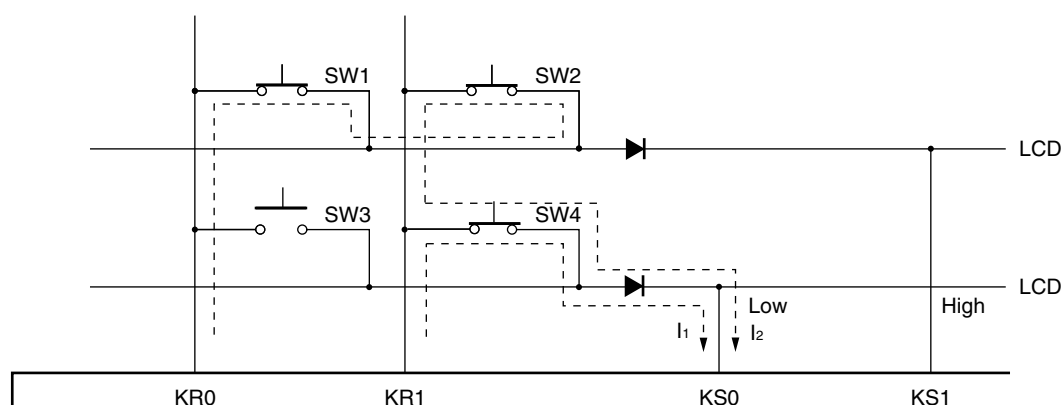 SW1 SW2
LCD
SW3 SW4
LCD
Low High
I₁ I₂
KR0 KR1 KS0 KS1